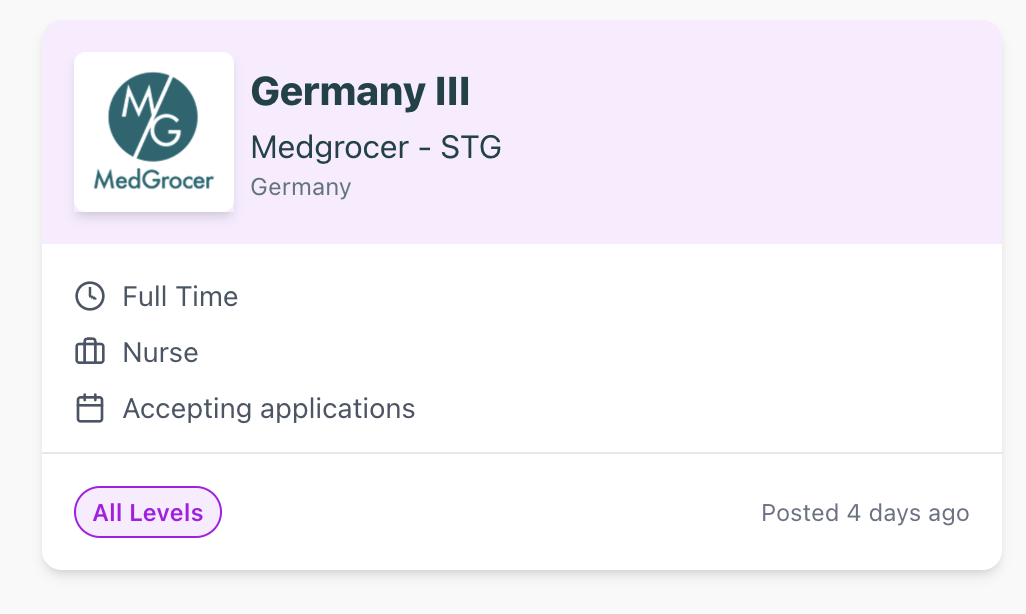 M/G
MedGrocer
Germany III
Medgrocer - STG
Germany
Full Time
Nurse
Accepting applications
All Levels
Posted 4 days ago